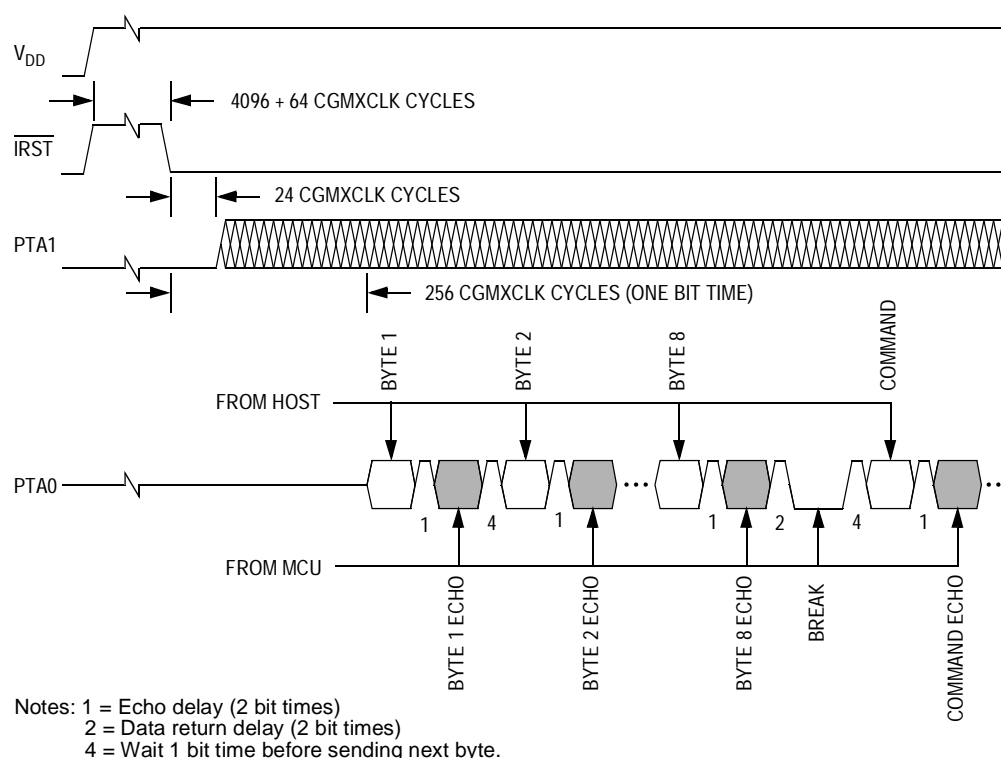 VDD
4096 + 64 CGMXCLK CYCLES
IRST
24 CGMXCLK CYCLES
PTA1
256 CGMXCLK CYCLES (ONE BIT TIME)
BYTE 1
BYTE 2
BYTE 8
COMMAND
FROM HOST
PTA0
1
4
1
1
2
4
1
FROM MCU
BYTE 1 ECHO
BYTE 2 ECHO
BYTE 8 ECHO
BREAK
COMMAND ECHO
Notes: 1 = Echo delay (2 bit times)
2 = Data return delay (2 bit times)
4 = Wait 1 bit time before sending next byte.